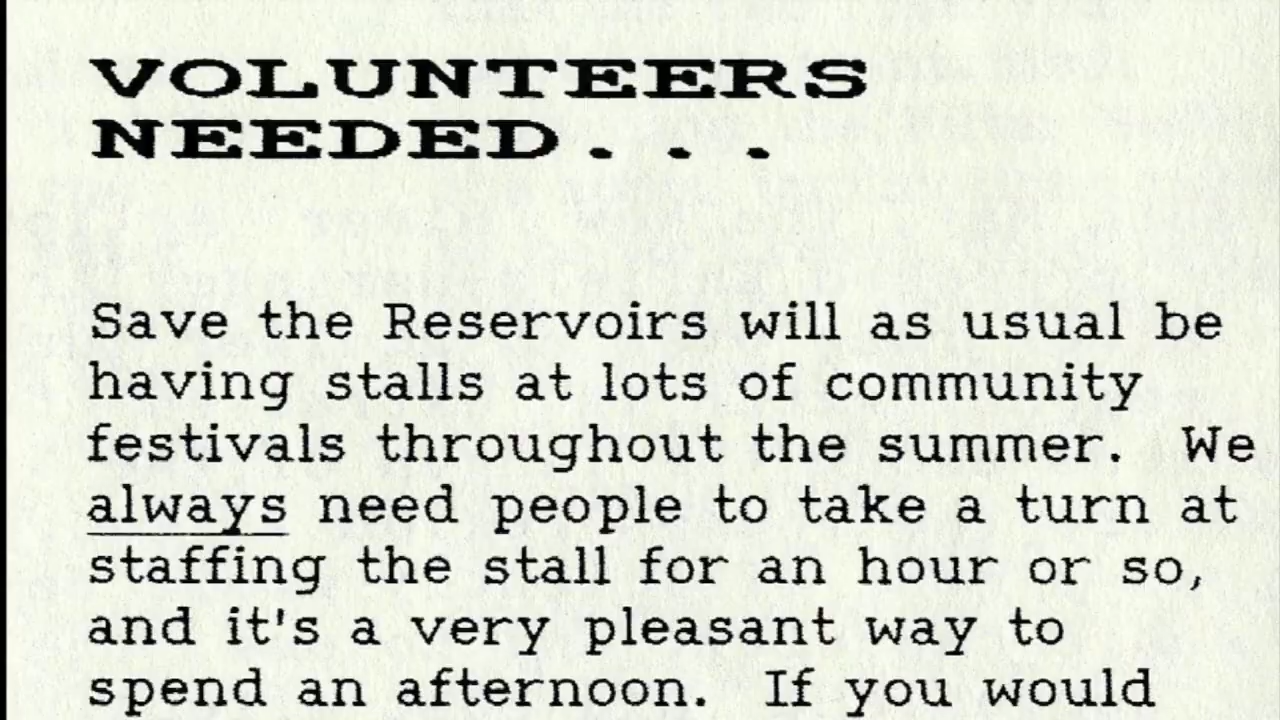 VOLUNTEERS
NEEDED...
Save the Reservoirs will as usual be
having stalls at lots of community
festivals throughout the summer.  We
always need people to take a turn at
staffing the stall for an hour or so,
and it's a very pleasant way to
spend an afternoon.  If you would